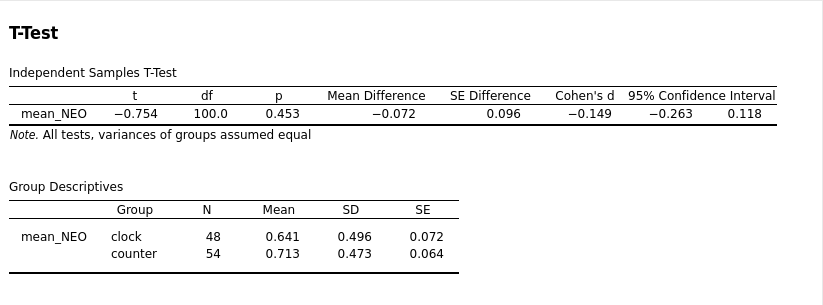 T-Test
Independent Samples T-Test
t df p Mean Difference SE Difference Cohen's d 95% Confidence Interval
mean_NEO −0.754 100.0 0.453 −0.072 0.096 −0.149 −0.263 0.118
Note. All tests, variances of groups assumed equal
Group Descriptives
Group N Mean SD SE
mean_NEO clock 48 0.641 0.496 0.072
counter 54 0.713 0.473 0.064